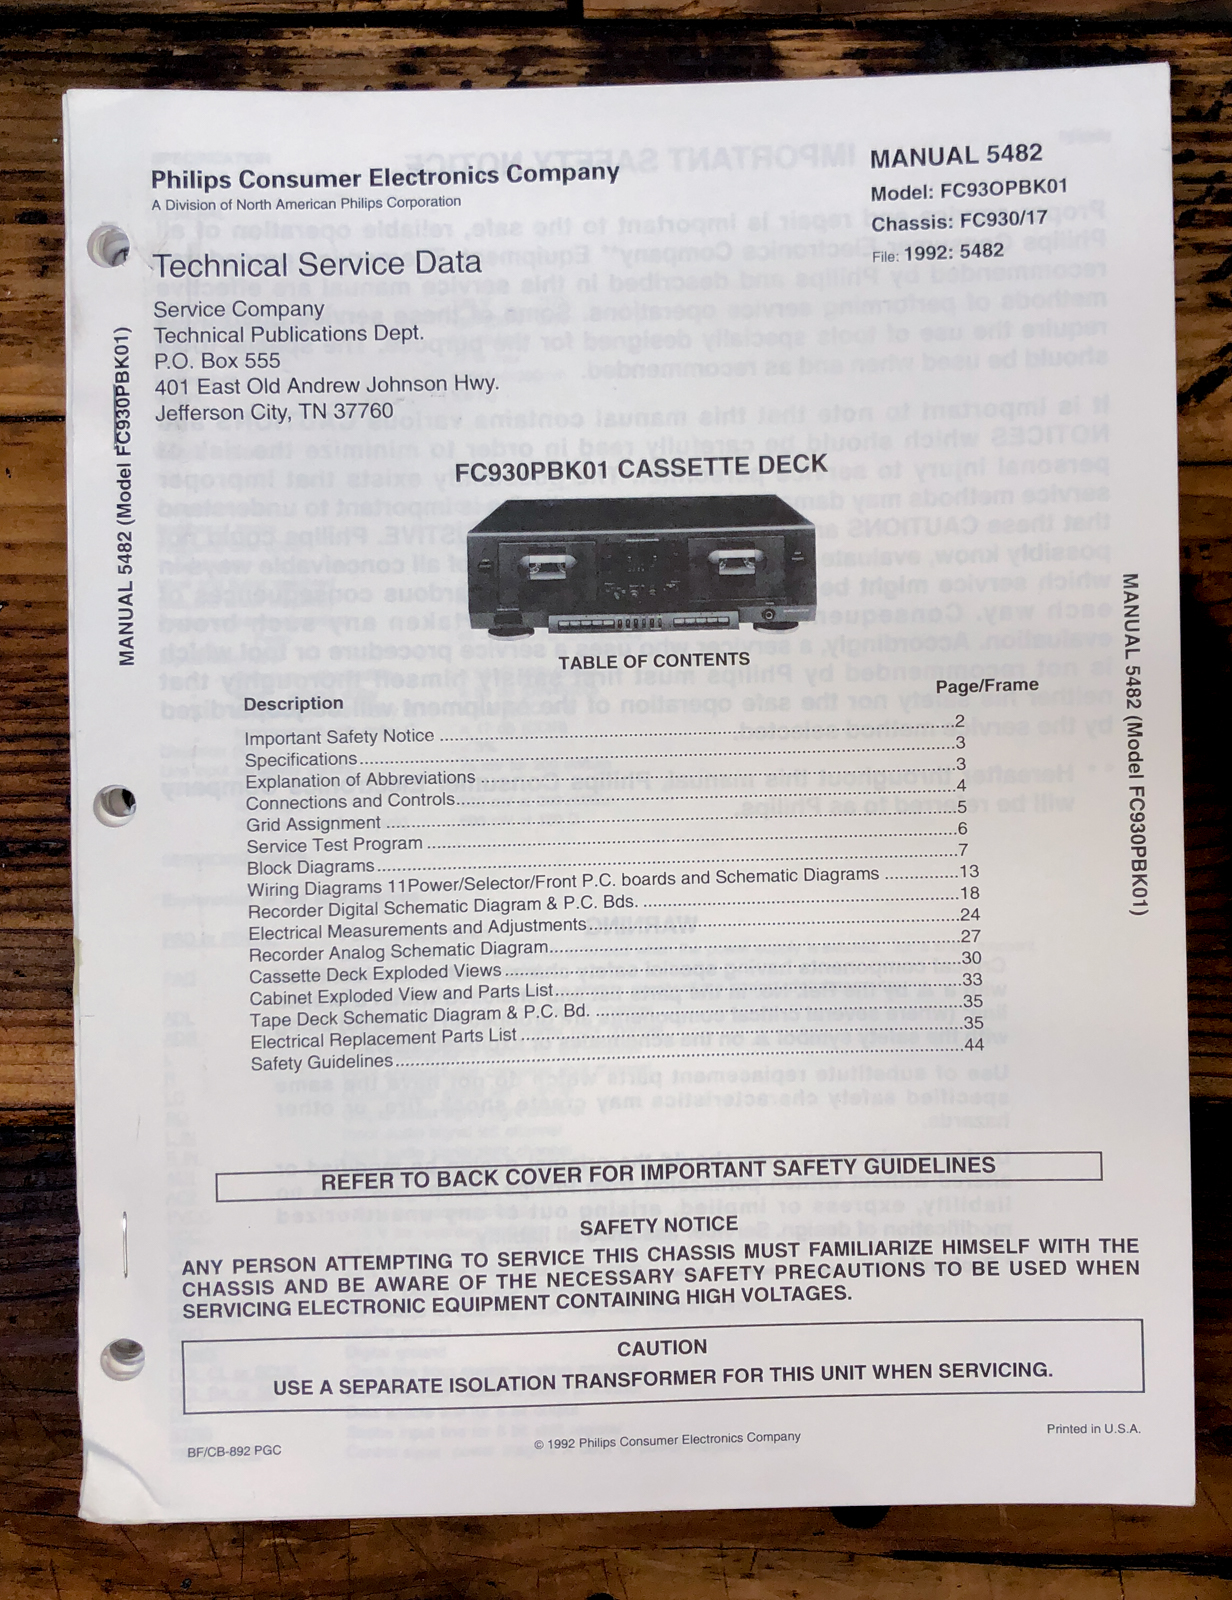 Philips Consumer Electronics Company
A Division of North American Philips Corporation
MANUAL 5482
Model: FC93OPBK01
Chassis: FC930/17
File: 1992: 5482
Technical Service Data
Service Company
Technical Publications Dept.
P.O. Box 555
401 East Old Andrew Johnson Hwy.
Jefferson City, TN 37760
MANUAL 5482 (Model FC930PBK01)
FC930PBK01 CASSETTE DECK
MANUAL 5482 (Model FC930PBK01)
TABLE OF CONTENTS
Description Page/Frame
Important Safety Notice ........................................2
Specifications........................................3
Explanation of Abbreviations........................................3
Connections and Controls........................................4
Grid Assignment ........................................5
Service Test Program ........................................6
Block Diagrams........................................7
Wiring Diagrams 11Power/Selector/Front P.C. boards and Schematic Diagrams ..............13
Recorder Digital Schematic Diagram & P.C. Bds. ........................................18
Electrical Measurements and Adjustments........................................24
Recorder Analog Schematic Diagram........................................27
Cassette Deck Exploded Views ........................................30
Cabinet Exploded View and Parts List........................................33
Tape Deck Schematic Diagram & P.C. Bd. ........................................35
Electrical Replacement Parts List ........................................35
Safety Guidelines........................................44
REFER TO BACK COVER FOR IMPORTANT SAFETY GUIDELINES
SAFETY NOTICE
ANY PERSON ATTEMPTING TO SERVICE THIS CHASSIS MUST FAMILIARIZE HIMSELF WITH THE
CHASSIS AND BE AWARE OF THE NECESSARY SAFETY PRECAUTIONS TO BE USED WHEN
SERVICING ELECTRONIC EQUIPMENT CONTAINING HIGH VOLTAGES.
CAUTION
USE A SEPARATE ISOLATION TRANSFORMER FOR THIS UNIT WHEN SERVICING.
BF/CB-892 PGC
© 1992 Philips Consumer Electronics Company
Printed in U.S.A.